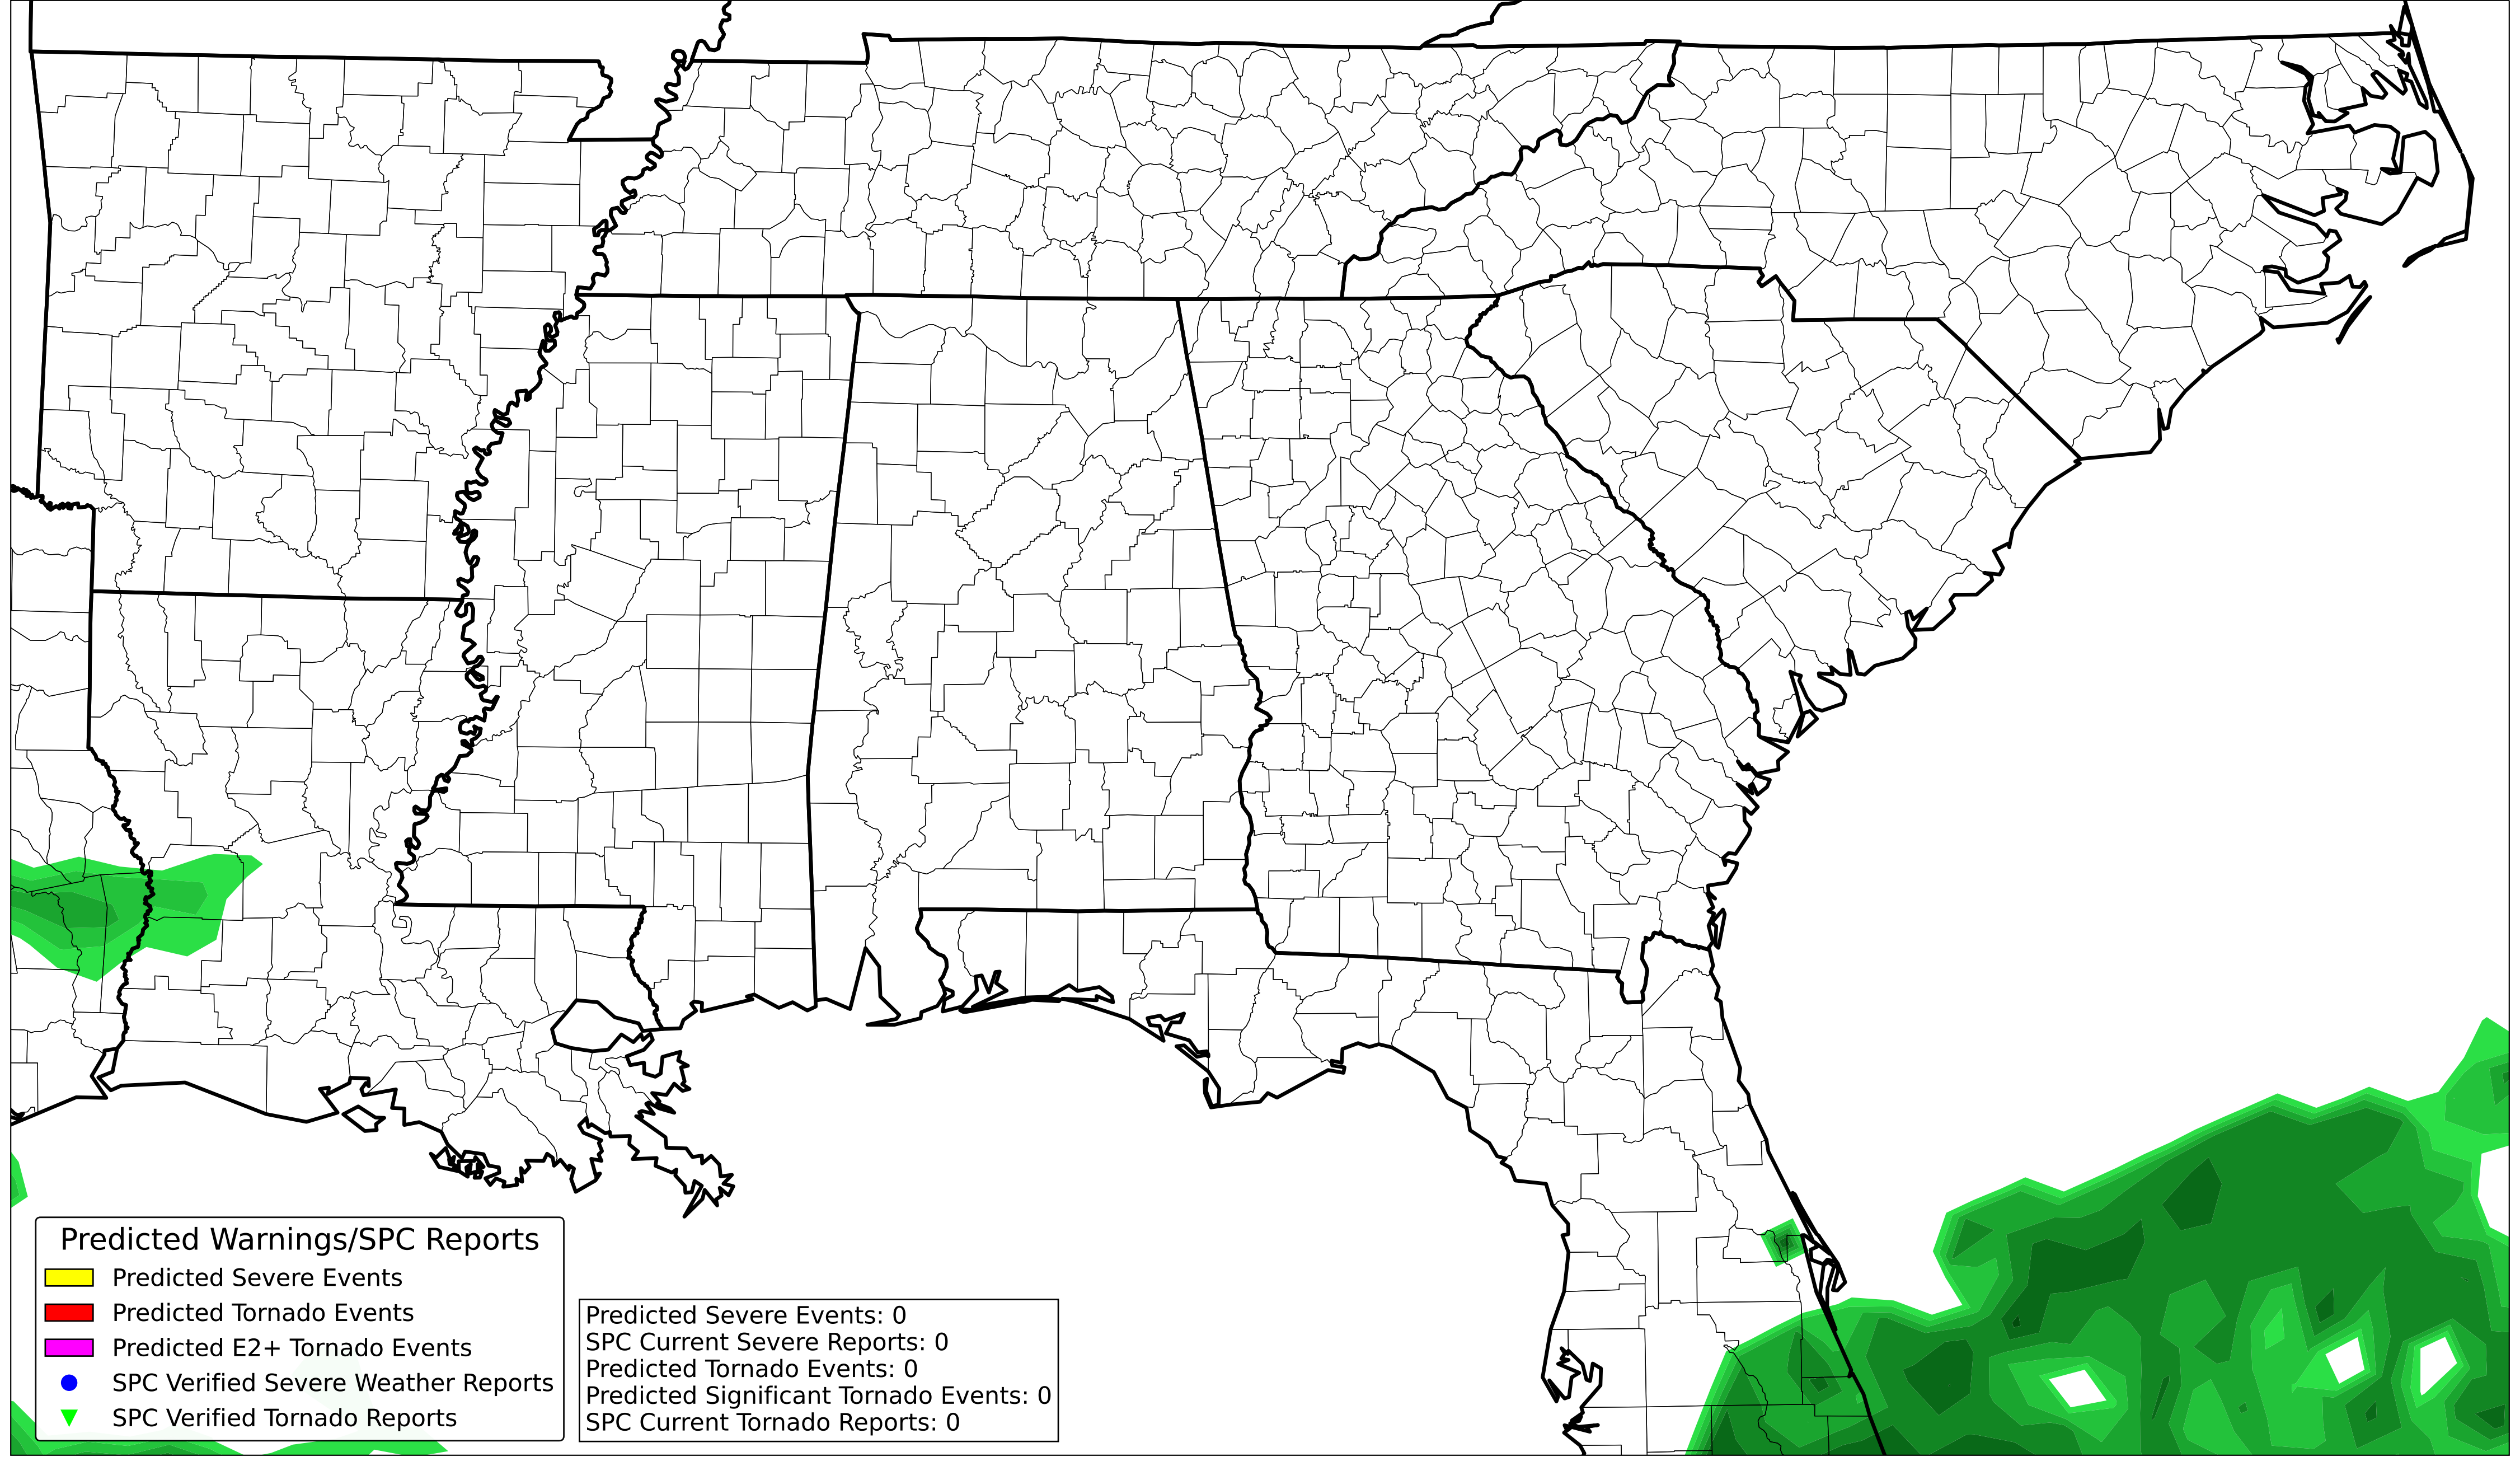 Predicted Warnings/SPC Reports
Predicted Severe Events
Predicted Tornado Events
Predicted E2+ Tornado Events
SPC Verified Severe Weather Reports
SPC Verified Tornado Reports
Predicted Severe Events: 0
SPC Current Severe Reports: 0
Predicted Tornado Events: 0
Predicted Significant Tornado Events: 0
SPC Current Tornado Reports: 0